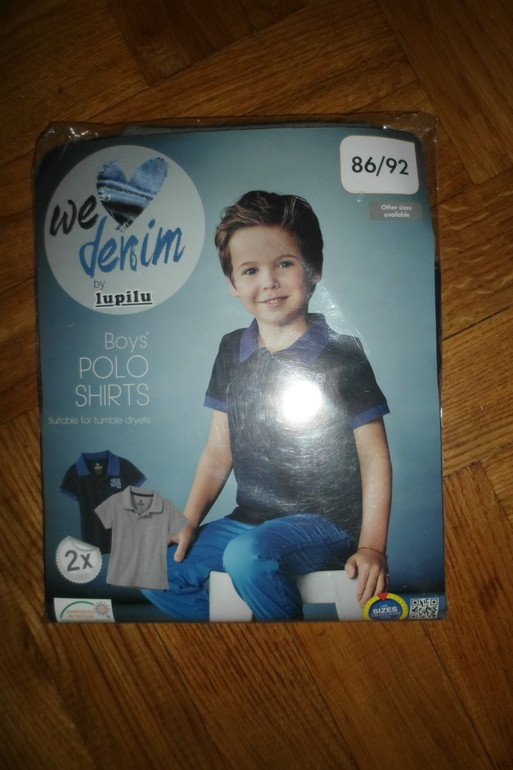 we
denim
by
lupilu
Boys'
POLO
SHIRTS
Suitable for tumble dryers
86/92
Other sizes
available
2x
SIZES